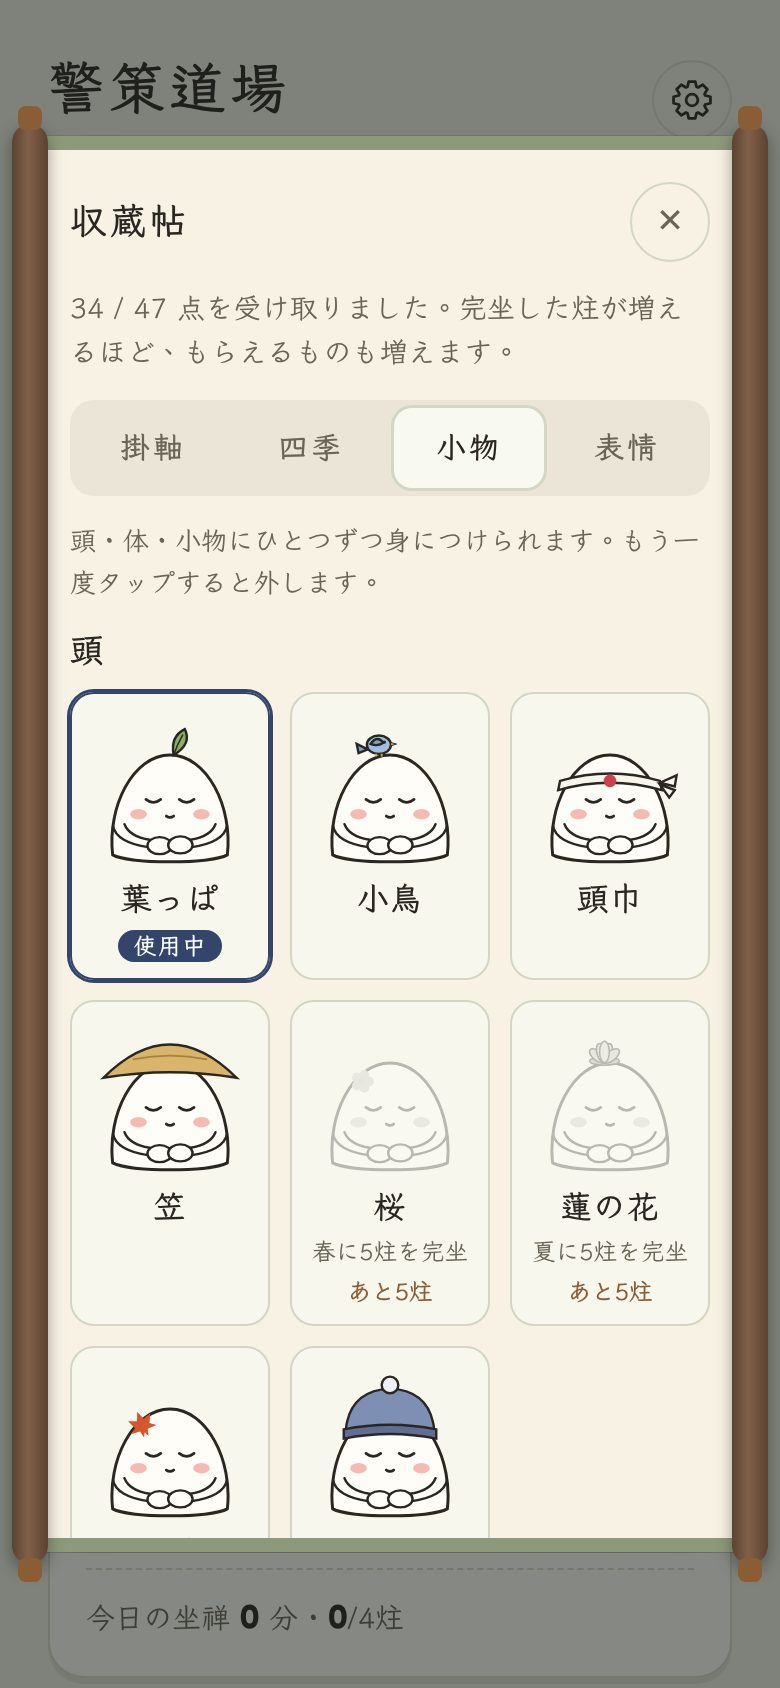 警策道場
収蔵帖
34 / 47 点を受け取りました。完坐した炷が増え
るほど、もらえるものも増えます。
掛軸 四季 小物 表情
頭・体・小物にひとつずつ身につけられます。もう一
度タップすると外します。
頭
葉っぱ 小鳥 頭巾
使用中
笠 桜 蓮の花
春に5炷を完坐 夏に5炷を完坐
あと5炷 あと5炷
今日の坐禅 0 分・0/4炷